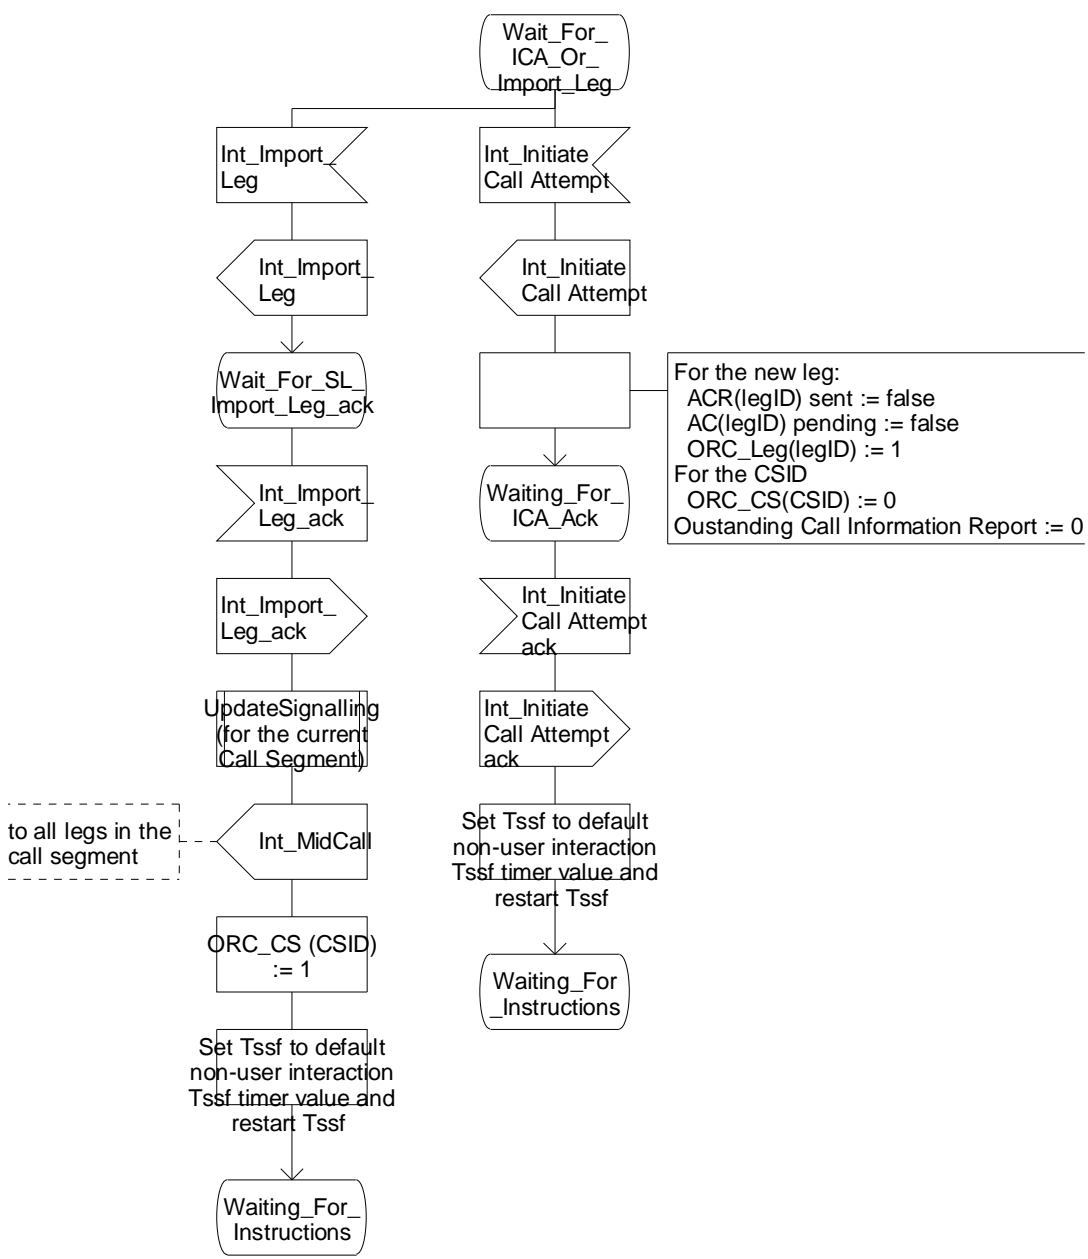 Wait_For_
ICA_Or_
Import_Leg
Int_Import_
Leg
Int_Import_
Leg
Wait_For_SL_
Import_Leg_ack
Int_Import_
Leg_ack
Int_Import_
Leg_ack
UpdateSignalling
(for the current
Call Segment)
to all legs in the
call segment
Int_MidCall
ORC_CS (CSID)
:= 1
Set Tssf to default
non-user interaction
Tssf timer value and
restart Tssf
Waiting_For_
Instructions
Int_Initiate
Call Attempt
Int_Initiate
Call Attempt
For the new leg:
ACR(legID) sent := false
AC(legID) pending := false
ORC_Leg(legID) := 1
For the CSID
ORC_CS(CSID) := 0
Oustanding Call Information Report := 0
Waiting_For_
ICA_Ack
Int_Initiate
Call Attempt
ack
Int_Initiate
Call Attempt
ack
Set Tssf to default
non-user interaction
Tssf timer value and
restart Tssf
Waiting_For
_Instructions